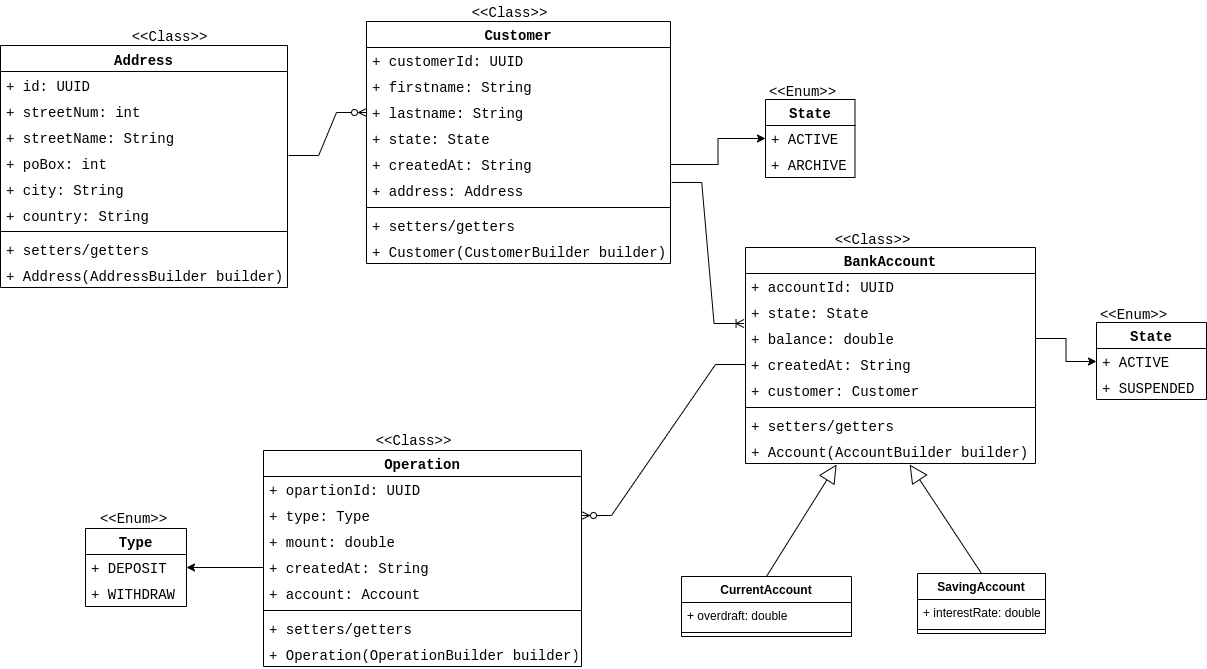 <<Class>>
Address
+ id: UUID
+ streetNum: int
+ streetName: String
+ poBox: int
+ city: String
+ country: String
+ setters/getters
+ Address(AddressBuilder builder)
<<Class>>
Customer
+ customerId: UUID
+ firstname: String
+ lastname: String
+ state: State
+ createdAt: String
+ address: Address
+ setters/getters
+ Customer(CustomerBuilder builder)
<<Enum>>
State
+ ACTIVE
+ ARCHIVE
<<Class>>
BankAccount
+ accountId: UUID
+ state: State
+ balance: double
+ createdAt: String
+ customer: Customer
+ setters/getters
+ Account(AccountBuilder builder)
<<Enum>>
State
+ ACTIVE
+ SUSPENDED
<<Class>>
Operation
+ opartionId: UUID
+ type: Type
+ mount: double
+ createdAt: String
+ account: Account
+ setters/getters
+ Operation(OperationBuilder builder)
<<Enum>>
Type
+ DEPOSIT
+ WITHDRAW
CurrentAccount
+ overdraft: double
SavingAccount
+ interestRate: double